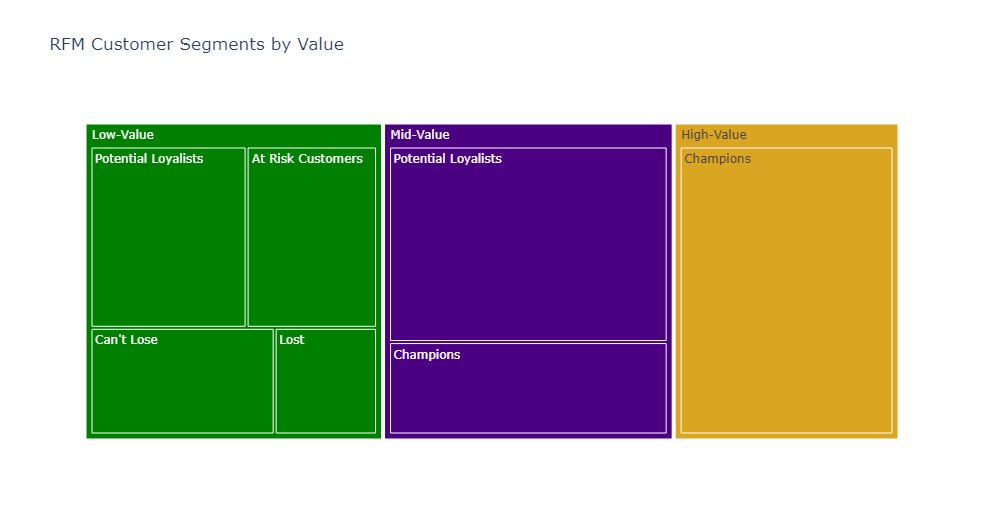 RFM Customer Segments by Value
Low-Value
Potential Loyalists
At Risk Customers
Can't Lose
Lost
Mid-Value
Potential Loyalists
Champions
High-Value
Champions